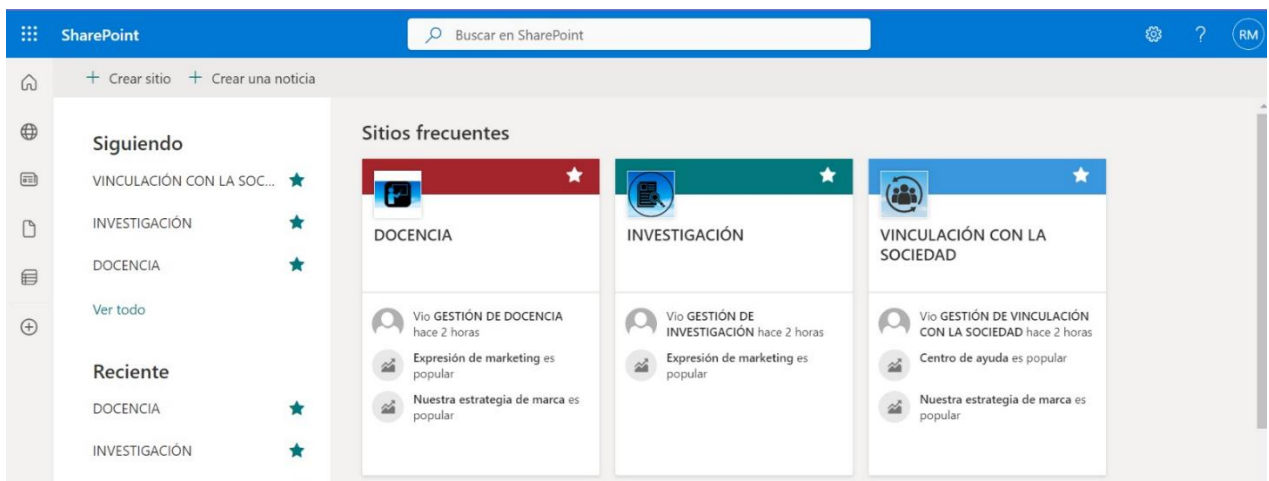 SharePoint
Buscar en SharePoint
?
RM
+ Crear sitio
+ Crear una noticia
Siguiendo
VINCULACIÓN CON LA SOC...
INVESTIGACIÓN
DOCENCIA
Ver todo
Reciente
DOCENCIA
INVESTIGACIÓN
Sitios frecuentes
DOCENCIA
Vio GESTIÓN DE DOCENCIA
hace 2 horas
Expresión de marketing es
popular
Nuestra estrategia de marca es
popular
INVESTIGACIÓN
Vio GESTIÓN DE
INVESTIGACIÓN hace 2 horas
Expresión de marketing es
popular
VINCULACIÓN CON LA
SOCIEDAD
Vio GESTIÓN DE VINCULACIÓN
CON LA SOCIEDAD hace 2 horas
Centro de ayuda es popular
Nuestra estrategia de marca es
popular